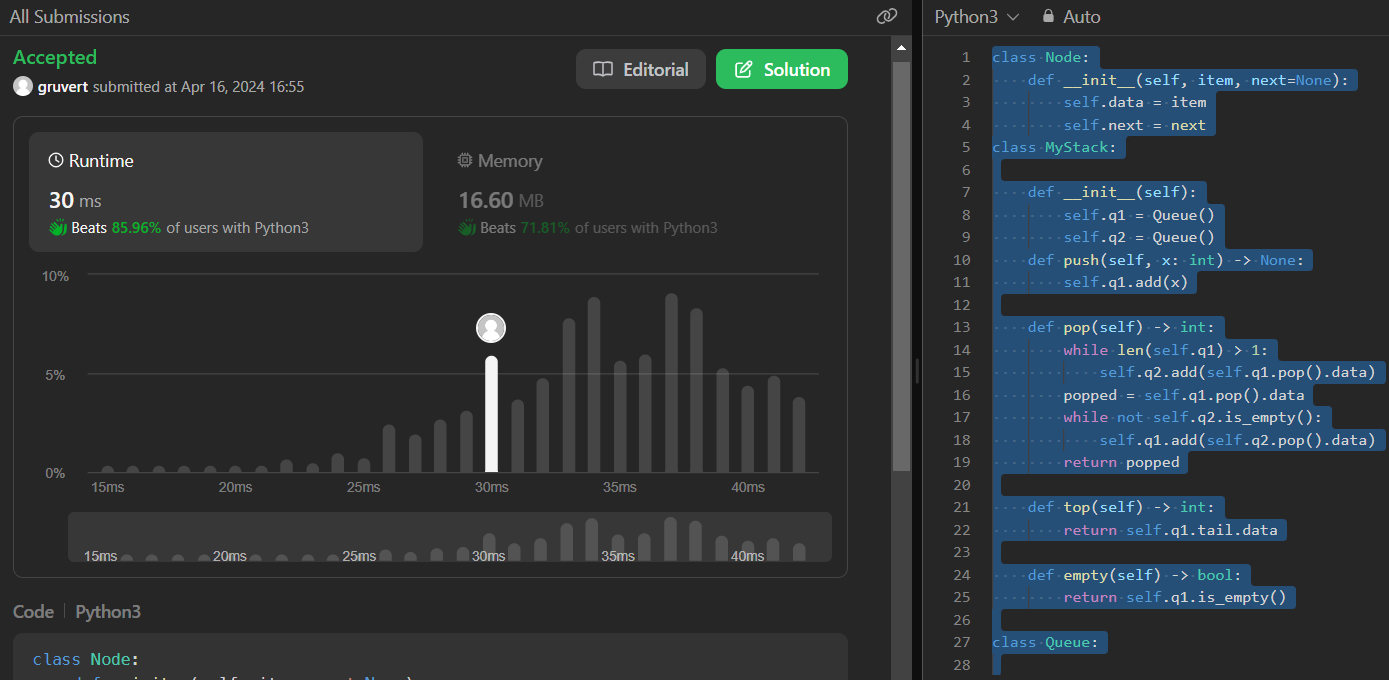 All Submissions
Accepted
gruvert submitted at Apr 16, 2024 16:55
Editorial
Solution
Runtime
30 ms
Beats 85.96% of users with Python3
Memory
16.60 MB
Beats 71.81% of users with Python3
10%
5%
0%
15ms 20ms 25ms 30ms 35ms 40ms
15ms 20ms 25ms 30ms 35ms 40ms
Code Python3
class Node:
Python3 Auto
1 class Node:
2     def __init__(self, item, next=None):
3         self.data = item
4         self.next = next
5 class MyStack:
6
7     def __init__(self):
8         self.q1 = Queue()
9         self.q2 = Queue()
10     def push(self, x: int) -> None:
11         self.q1.add(x)
12
13     def pop(self) -> int:
14         while len(self.q1) > 1:
15             self.q2.add(self.q1.pop().data)
16         popped = self.q1.pop().data
17         while not self.q2.is_empty():
18             self.q1.add(self.q2.pop().data)
19         return popped
20
21     def top(self) -> int:
22         return self.q1.tail.data
23
24     def empty(self) -> bool:
25         return self.q1.is_empty()
26
27 class Queue:
28